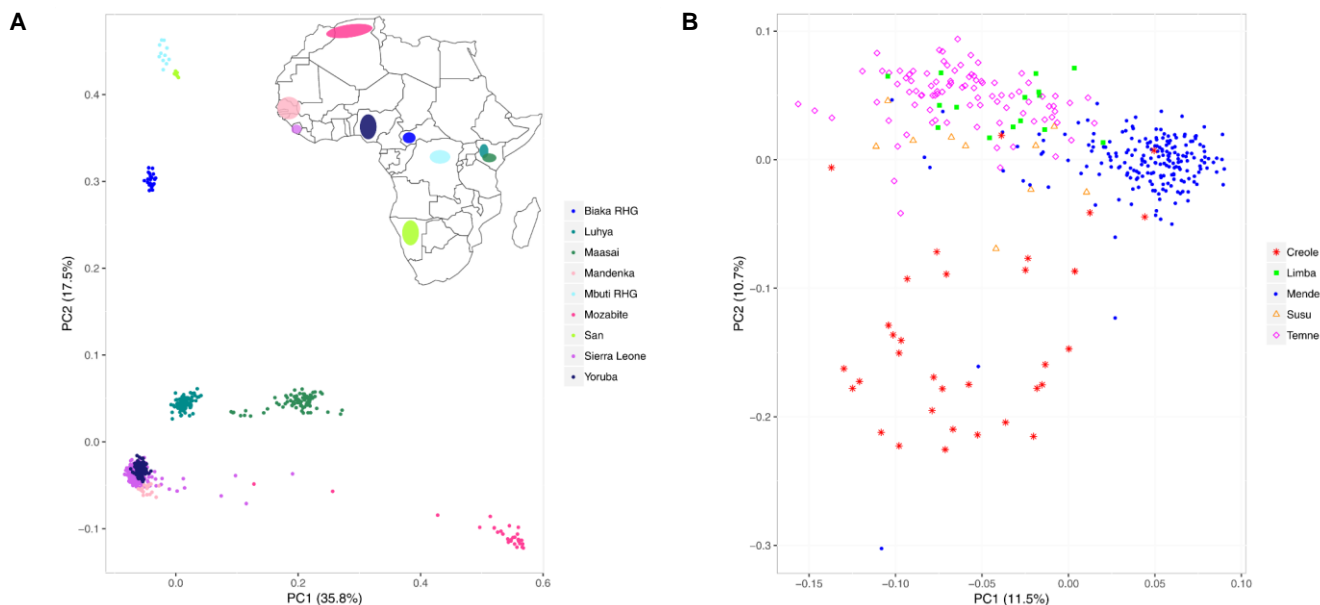 A
PC2 (17.5%)
0.4
0.3
0.2
0.1
0.0
−0.1
0.0
0.2
0.4
0.6
PC1 (35.8%)
Biaka RHG
Luhya
Maasai
Mandenka
Mbuti RHG
Mozabite
San
Sierra Leone
Yoruba
B
PC2 (10.7%)
0.1
0.0
−0.1
−0.2
−0.3
−0.15
−0.10
−0.05
0.00
0.05
0.10
PC1 (11.5%)
Creole
Limba
Mende
Susu
Temne